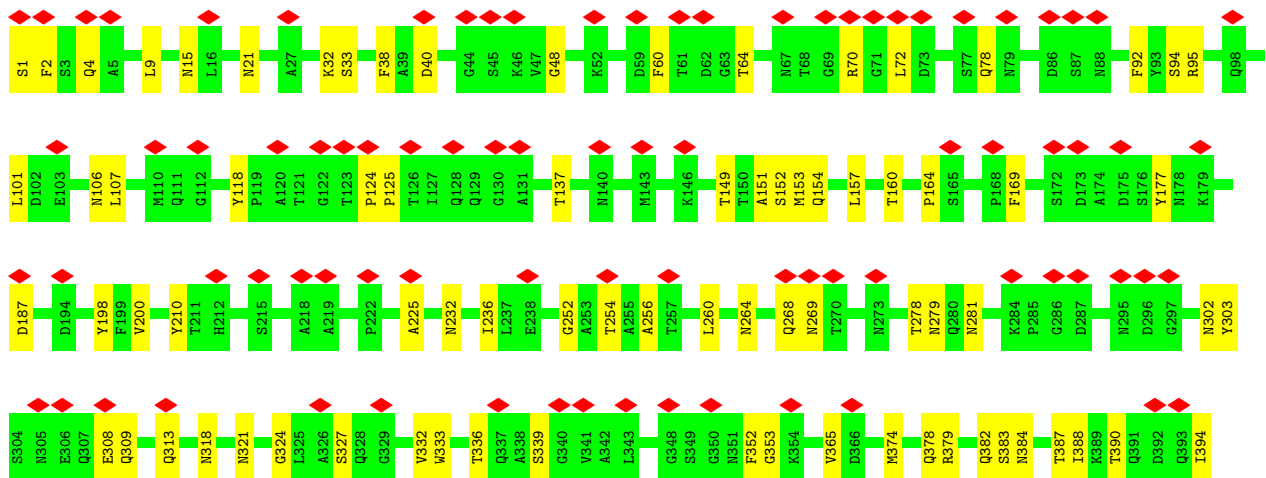 S1 F2 S3 Q4 A5 L9 N15 L16 N21 A27 K32 S33 F38 A39 D40 G44 S45 K46 V47 G48 K52 D59 F60 T61 D62 G63 T64 N67 T68 G69 R70 G71 L72 D73 S77 Q78 N79 D86 S87 N88 F92 Y93 S94 R95 Q98
L101 D102 E103 N106 L107 M110 Q111 G112 Y118 P119 A120 T121 G122 T123 P124 P125 T126 I127 Q128 Q129 G130 A131 T137 N140 M143 K146 T149 T150 A151 S152 M153 Q154 L157 T160 P164 S165 P168 F169 S172 D173 A174 D175 S176 Y177 N178 K179
D187 D194 Y198 F199 V200 Y210 T211 H212 S215 A218 A219 P222 A225 N232 I236 L237 E238 G252 A253 T254 A255 A256 T257 L260 N264 Q268 N269 T270 N273 T278 N279 Q280 N281 K284 P285 G286 D287 N295 D296 G297 N302 Y303
S304 N305 E306 Q307 E308 Q309 Q313 N318 N321 G324 L325 A326 S327 Q328 G329 V332 W333 T336 Q337 A338 S339 G340 V341 A342 L343 G348 S349 G350 N351 F352 G353 K354 V365 D366 M374 Q378 R379 Q382 S383 N384 T387 I388 K389 T390 Q391 D392 Q393 I394